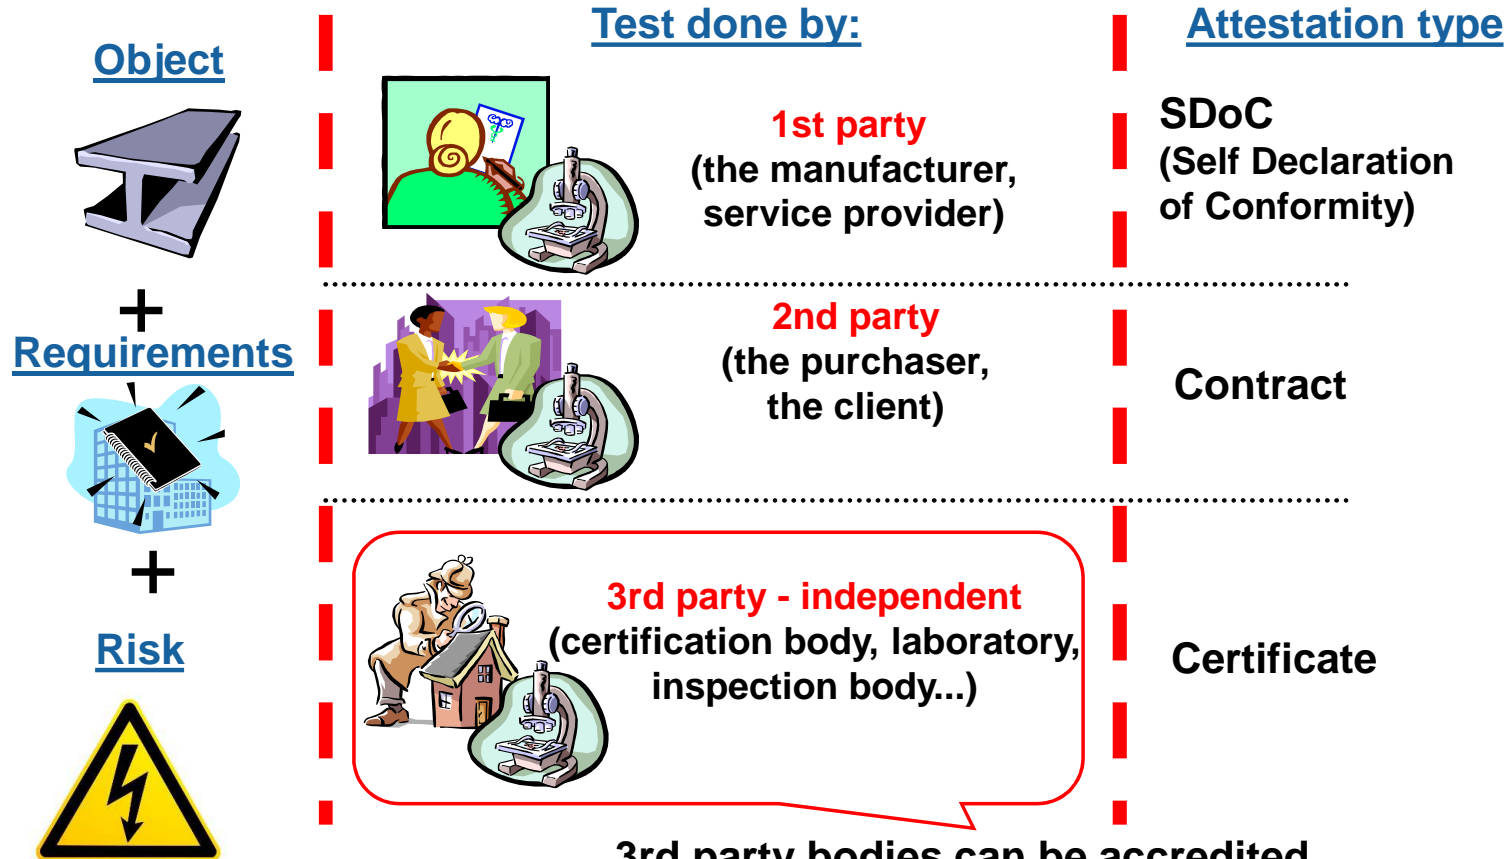 Object
+
Requirements
+
Risk
Test done by:
1st party
(the manufacturer,
service provider)
2nd party
(the purchaser,
the client)
3rd party - independent
(certification body, laboratory,
inspection body...)
3rd party bodies can be accredited
Attestation type
SDoC
(Self Declaration
of Conformity)
Contract
Certificate